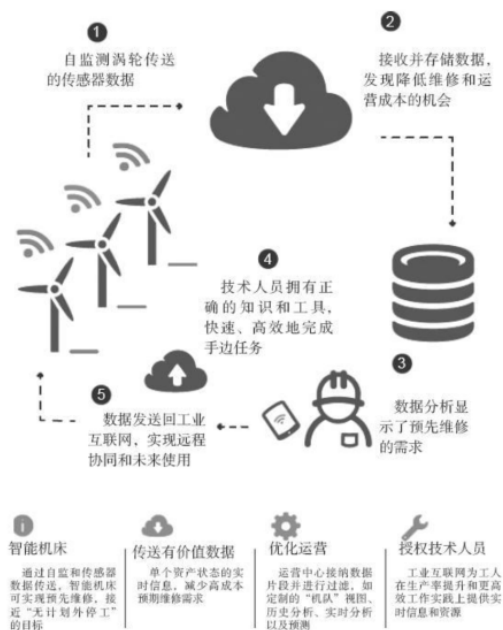 1
自监测涡轮传送
的传感器数据
2
接收并存储数据，
发现降低维修和运
营成本的机会
3
数据分析显
示了预先维修
的需求
4
技术人员拥有正
确的知识和工具，
快速、高效地完成
手边任务
5
数据发送回工业
互联网，实现远程
协同和未来使用
智能机床
通过自监和传感器
数据传送，智能机床
可实现预先维修，接
近“无计划外停工”
的目标
传送有价值数据
单个资产状态的实
时信息，减少高成本
预期维修需求
优化运营
运营中心接纳数据
片段并进行过滤，如
定制的“机队”视图、
历史分析、实时分析
以及预测
授权技术人员
工业互联网为工人
在生产率提升和更高
效工作实践上提供实
时信息和资源